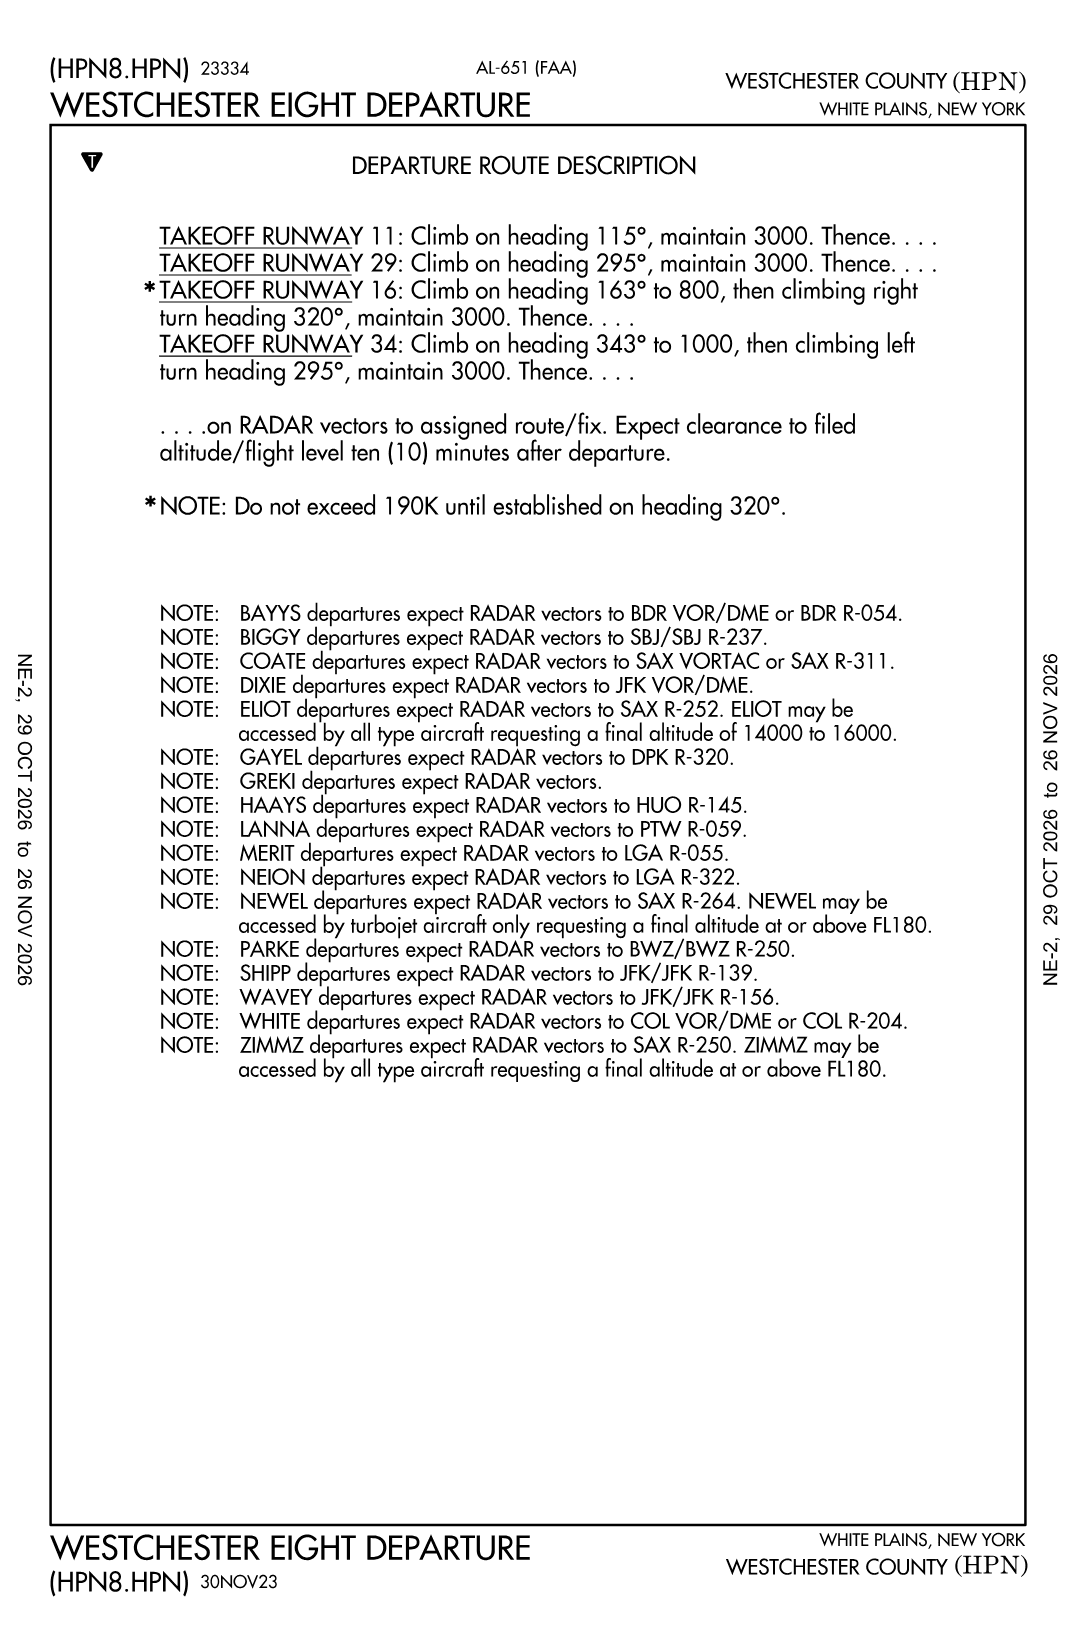 (HPN8.HPN) 23334
AL-651 (FAA)
WESTCHESTER COUNTY (HPN)
WESTCHESTER EIGHT DEPARTURE
WHITE PLAINS, NEW YORK
T
DEPARTURE ROUTE DESCRIPTION
TAKEOFF RUNWAY 11: Climb on heading 115°, maintain 3000. Thence. . . .
TAKEOFF RUNWAY 29: Climb on heading 295°, maintain 3000. Thence. . . .
*TAKEOFF RUNWAY 16: Climb on heading 163° to 800, then climbing right
turn heading 320°, maintain 3000. Thence. . . .
TAKEOFF RUNWAY 34: Climb on heading 343° to 1000, then climbing left
turn heading 295°, maintain 3000. Thence. . . .
. . . .on RADAR vectors to assigned route/fix. Expect clearance to filed
altitude/flight level ten (10) minutes after departure.
*NOTE: Do not exceed 190K until established on heading 320°.
NOTE: BAYYS departures expect RADAR vectors to BDR VOR/DME or BDR R-054.
NOTE: BIGGY departures expect RADAR vectors to SBJ/SBJ R-237.
NOTE: COATE departures expect RADAR vectors to SAX VORTAC or SAX R-311.
NOTE: DIXIE departures expect RADAR vectors to JFK VOR/DME.
NOTE: ELIOT departures expect RADAR vectors to SAX R-252. ELIOT may be
accessed by all type aircraft requesting a final altitude of 14000 to 16000.
NOTE: GAYEL departures expect RADAR vectors to DPK R-320.
NOTE: GREKI departures expect RADAR vectors.
NOTE: HAAYS departures expect RADAR vectors to HUO R-145.
NOTE: LANNA departures expect RADAR vectors to PTW R-059.
NOTE: MERIT departures expect RADAR vectors to LGA R-055.
NOTE: NEION departures expect RADAR vectors to LGA R-322.
NOTE: NEWEL departures expect RADAR vectors to SAX R-264. NEWEL may be
accessed by turbojet aircraft only requesting a final altitude at or above FL180.
NOTE: PARKE departures expect RADAR vectors to BWZ/BWZ R-250.
NOTE: SHIPP departures expect RADAR vectors to JFK/JFK R-139.
NOTE: WAVEY departures expect RADAR vectors to JFK/JFK R-156.
NOTE: WHITE departures expect RADAR vectors to COL VOR/DME or COL R-204.
NOTE: ZIMMZ departures expect RADAR vectors to SAX R-250. ZIMMZ may be
accessed by all type aircraft requesting a final altitude at or above FL180.
NE-2, 29 OCT 2026 to 26 NOV 2026
NE-2, 29 OCT 2026 to 26 NOV 2026
WESTCHESTER EIGHT DEPARTURE
WHITE PLAINS, NEW YORK
(HPN8.HPN) 30NOV23
WESTCHESTER COUNTY (HPN)